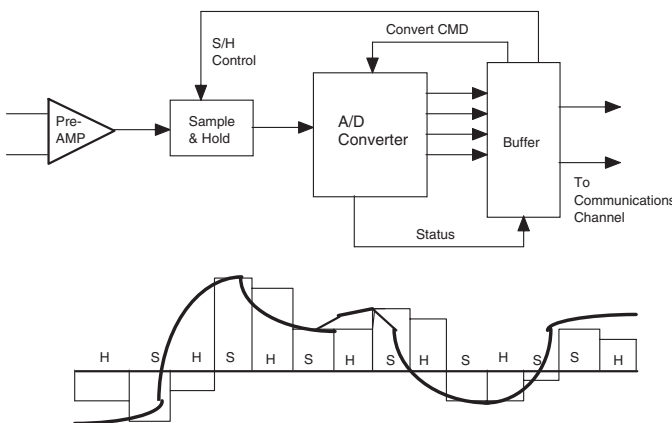 Convert CMD
S/H
Control
Pre-
AMP
Sample
& Hold
A/D
Converter
Buffer
To
Communications
Channel
Status
H S H S H S H S H S H S S H